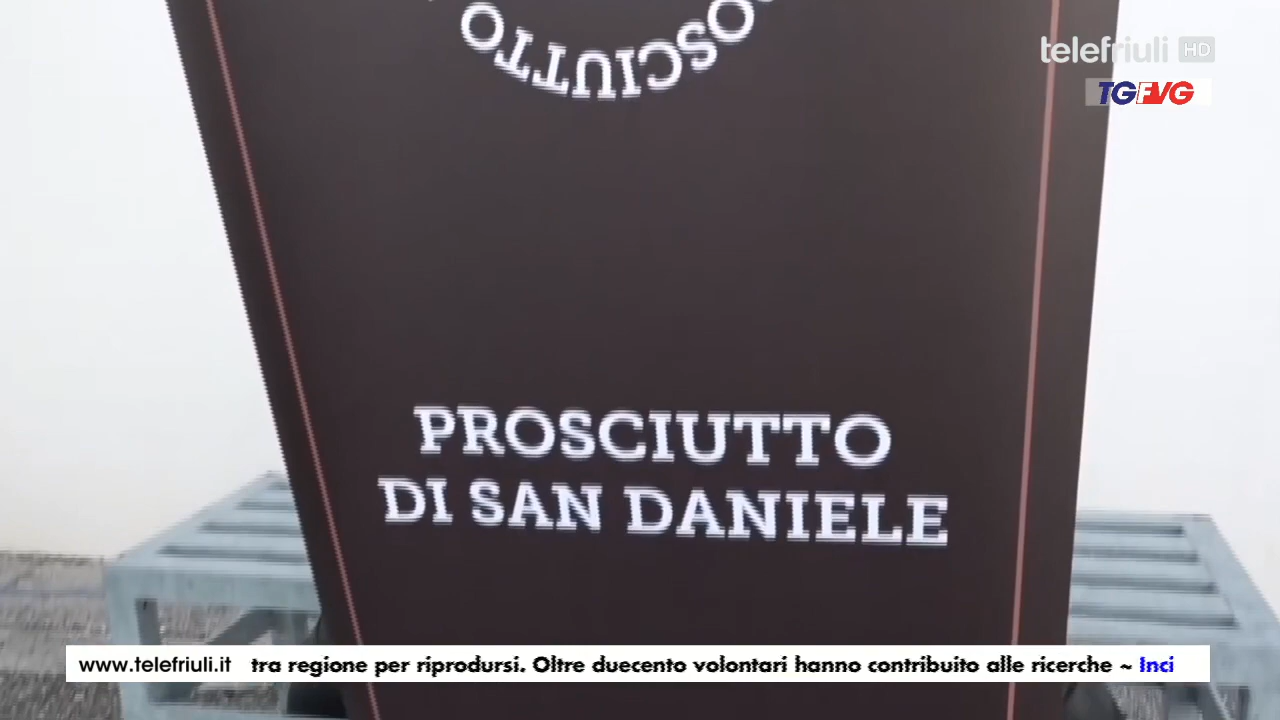 telefriuli HD
TGFVG
PROSCIUTTO
DI SAN DANIELE
www.telefriuli.it tra regione per riprodursi. Oltre duecento volontari hanno contribuito alle ricerche ~ Inci